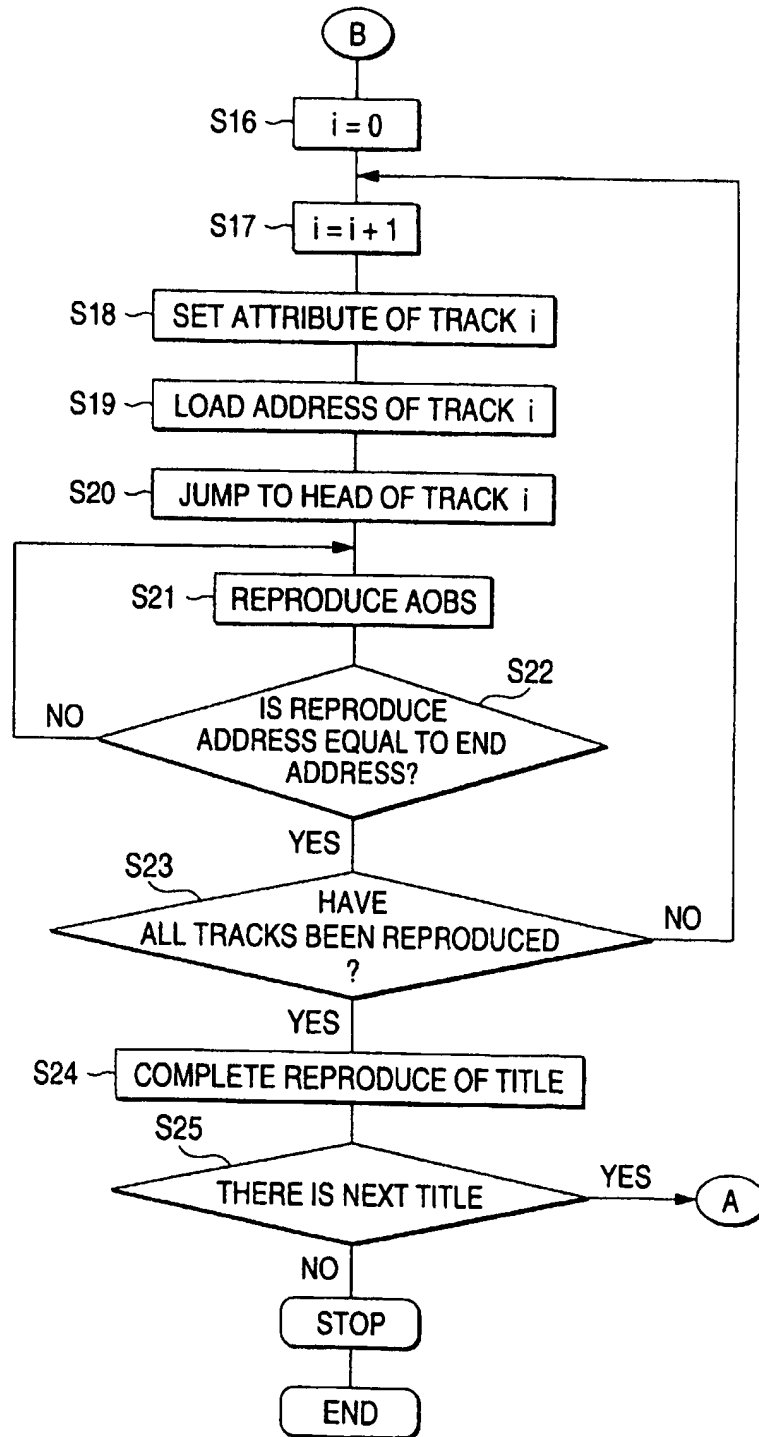 B
S16
i = 0
S17
i = i + 1
S18
SET ATTRIBUTE OF TRACK i
S19
LOAD ADDRESS OF TRACK i
S20
JUMP TO HEAD OF TRACK i
S21
REPRODUCE AOBS
S22
NO
IS REPRODUCE
ADDRESS EQUAL TO END
ADDRESS?
YES
S23
HAVE
ALL TRACKS BEEN REPRODUCED
?
NO
YES
S24
COMPLETE REPRODUCE OF TITLE
S25
THERE IS NEXT TITLE
YES
A
NO
STOP
END